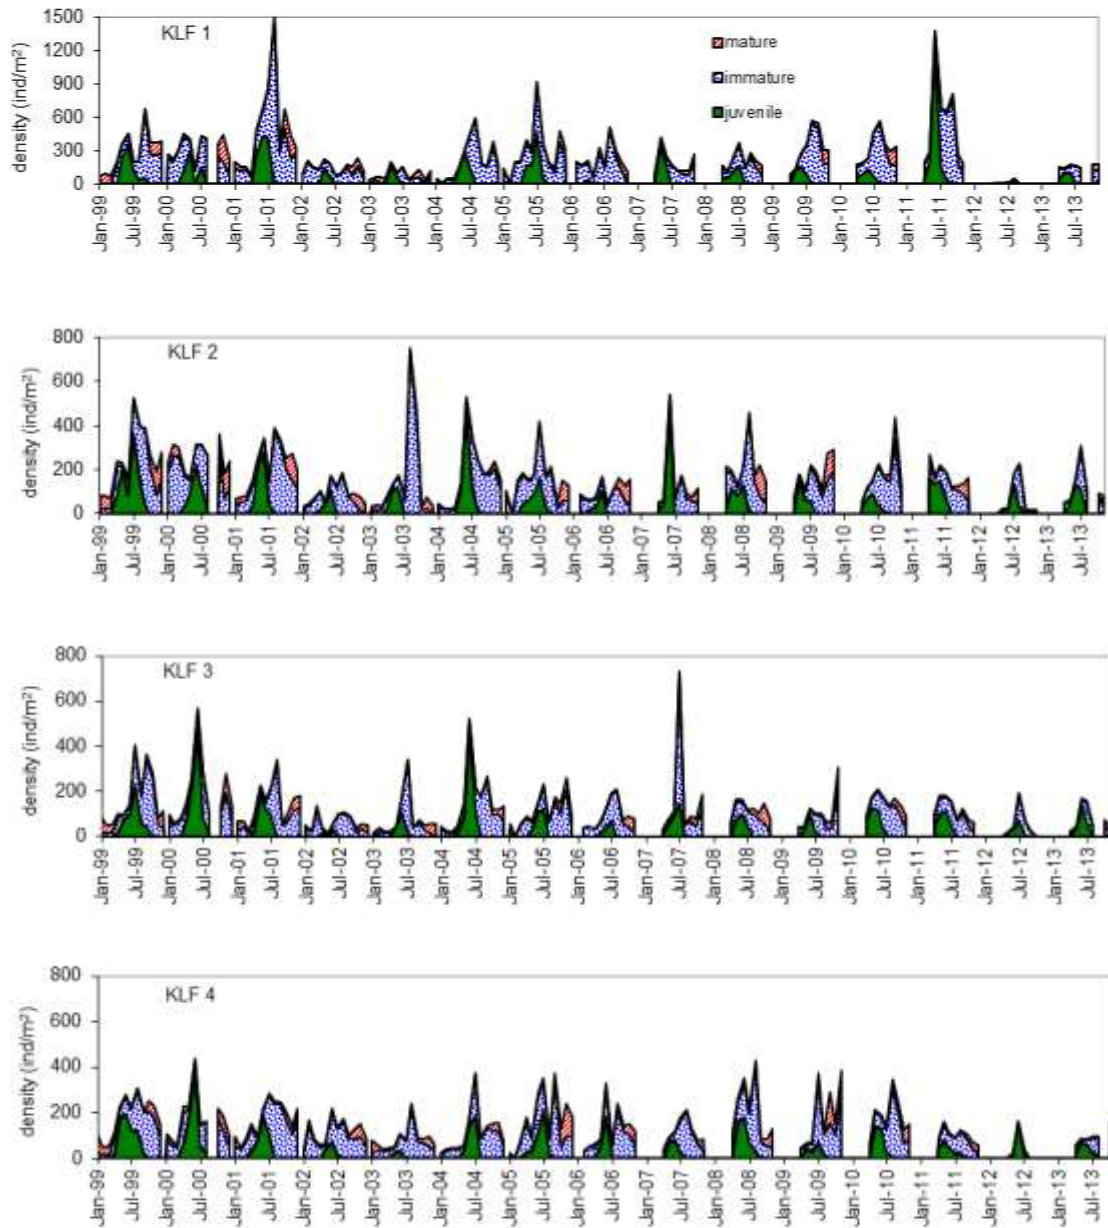 KLF 1
mature
immature
juvenile
density (ind/m²)
1500
1200
900
600
300
0
Jan-99 Jul-99 Jan-00 Jul-00 Jan-01 Jul-01 Jan-02 Jul-02 Jan-03 Jul-03 Jan-04 Jul-04 Jan-05 Jul-05 Jan-06 Jul-06 Jan-07 Jul-07 Jan-08 Jul-08 Jan-09 Jul-09 Jan-10 Jul-10 Jan-11 Jul-11 Jan-12 Jul-12 Jan-13 Jul-13
KLF 2
density (ind/m²)
800
600
400
200
0
Jan-99 Jul-99 Jan-00 Jul-00 Jan-01 Jul-01 Jan-02 Jul-02 Jan-03 Jul-03 Jan-04 Jul-04 Jan-05 Jul-05 Jan-06 Jul-06 Jan-07 Jul-07 Jan-08 Jul-08 Jan-09 Jul-09 Jan-10 Jul-10 Jan-11 Jul-11 Jan-12 Jul-12 Jan-13 Jul-13
KLF 3
density (ind/m²)
800
600
400
200
0
Jan-99 Jul-99 Jan-00 Jul-00 Jan-01 Jul-01 Jan-02 Jul-02 Jan-03 Jul-03 Jan-04 Jul-04 Jan-05 Jul-05 Jan-06 Jul-06 Jan-07 Jul-07 Jan-08 Jul-08 Jan-09 Jul-09 Jan-10 Jul-10 Jan-11 Jul-11 Jan-12 Jul-12 Jan-13 Jul-13
KLF 4
density (ind/m²)
800
600
400
200
0
Jan-99 Jul-99 Jan-00 Jul-00 Jan-01 Jul-01 Jan-02 Jul-02 Jan-03 Jul-03 Jan-04 Jul-04 Jan-05 Jul-05 Jan-06 Jul-06 Jan-07 Jul-07 Jan-08 Jul-08 Jan-09 Jul-09 Jan-10 Jul-10 Jan-11 Jul-11 Jan-12 Jul-12 Jan-13 Jul-13